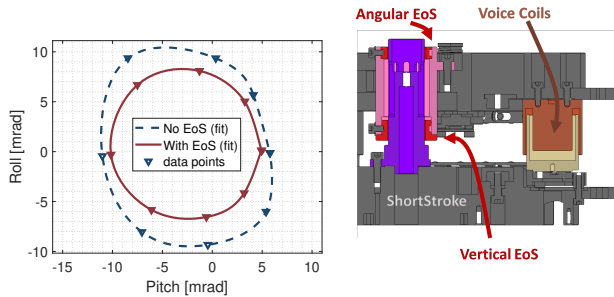 10
5
0
-5
-10
Roll [mrad]
-15
-10
-5
0
5
10
Pitch [mrad]
No EoS (fit)
With EoS (fit)
data points
Angular EoS
Voice Coils
ShortStroke
Vertical EoS